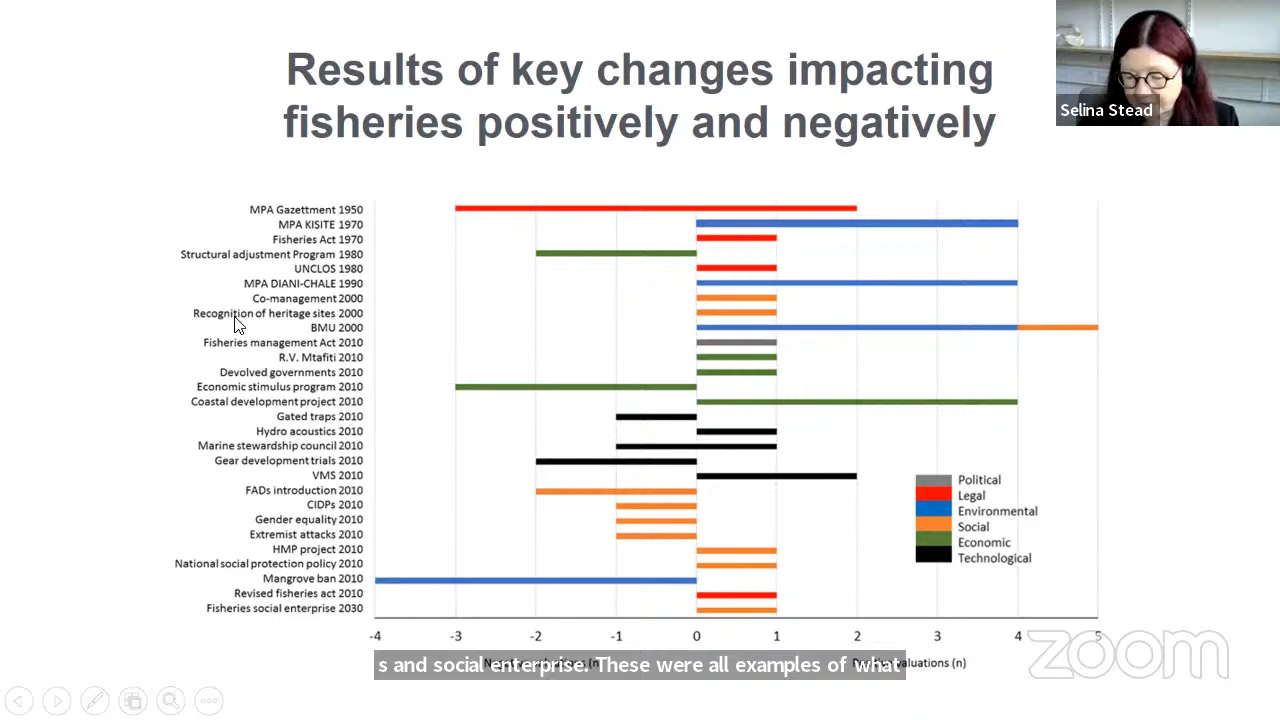 Results of key changes impacting
fisheries positively and negatively
Selina Stead
MPA Gazettment 1950
MPA KISITE 1970
Fisheries Act 1970
Structural adjustment Program 1980
UNCLOS 1980
MPA DIANI-CHALE 1990
Co-management 2000
Recognition of heritage sites 2000
BMU 2000
Fisheries management Act 2010
R.V. Mtafiti 2010
Devolved governments 2010
Economic stimulus program 2010
Coastal development project 2010
Gated traps 2010
Hydro acoustics 2010
Marine stewardship council 2010
Gear development trials 2010
VMS 2010
FADs introduction 2010
CIDPs 2010
Gender equality 2010
Extremist attacks 2010
HMP project 2010
National social protection policy 2010
Mangrove ban 2010
Revised fisheries act 2010
Fisheries social enterprise 2030
Political
Legal
Environmental
Social
Economic
Technological
-4 -3 -2 -1 0 1 2 3 4 5
(n)
s and social enterprise. These were all examples of what
zoom